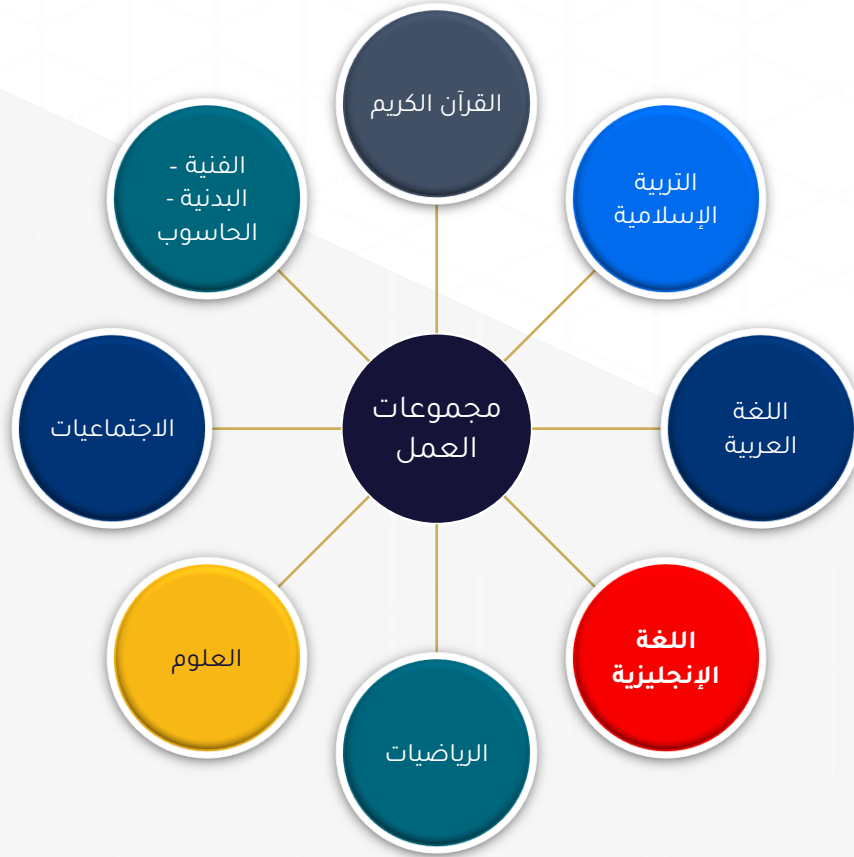 القرآن الكريم
التربية
الإسلامية
اللغة
العربية
اللغة
الإنجليزية
الرياضيات
العلوم
الاجتماعيات
الفنية -
البدنية -
الحاسوب
مجموعات
العمل